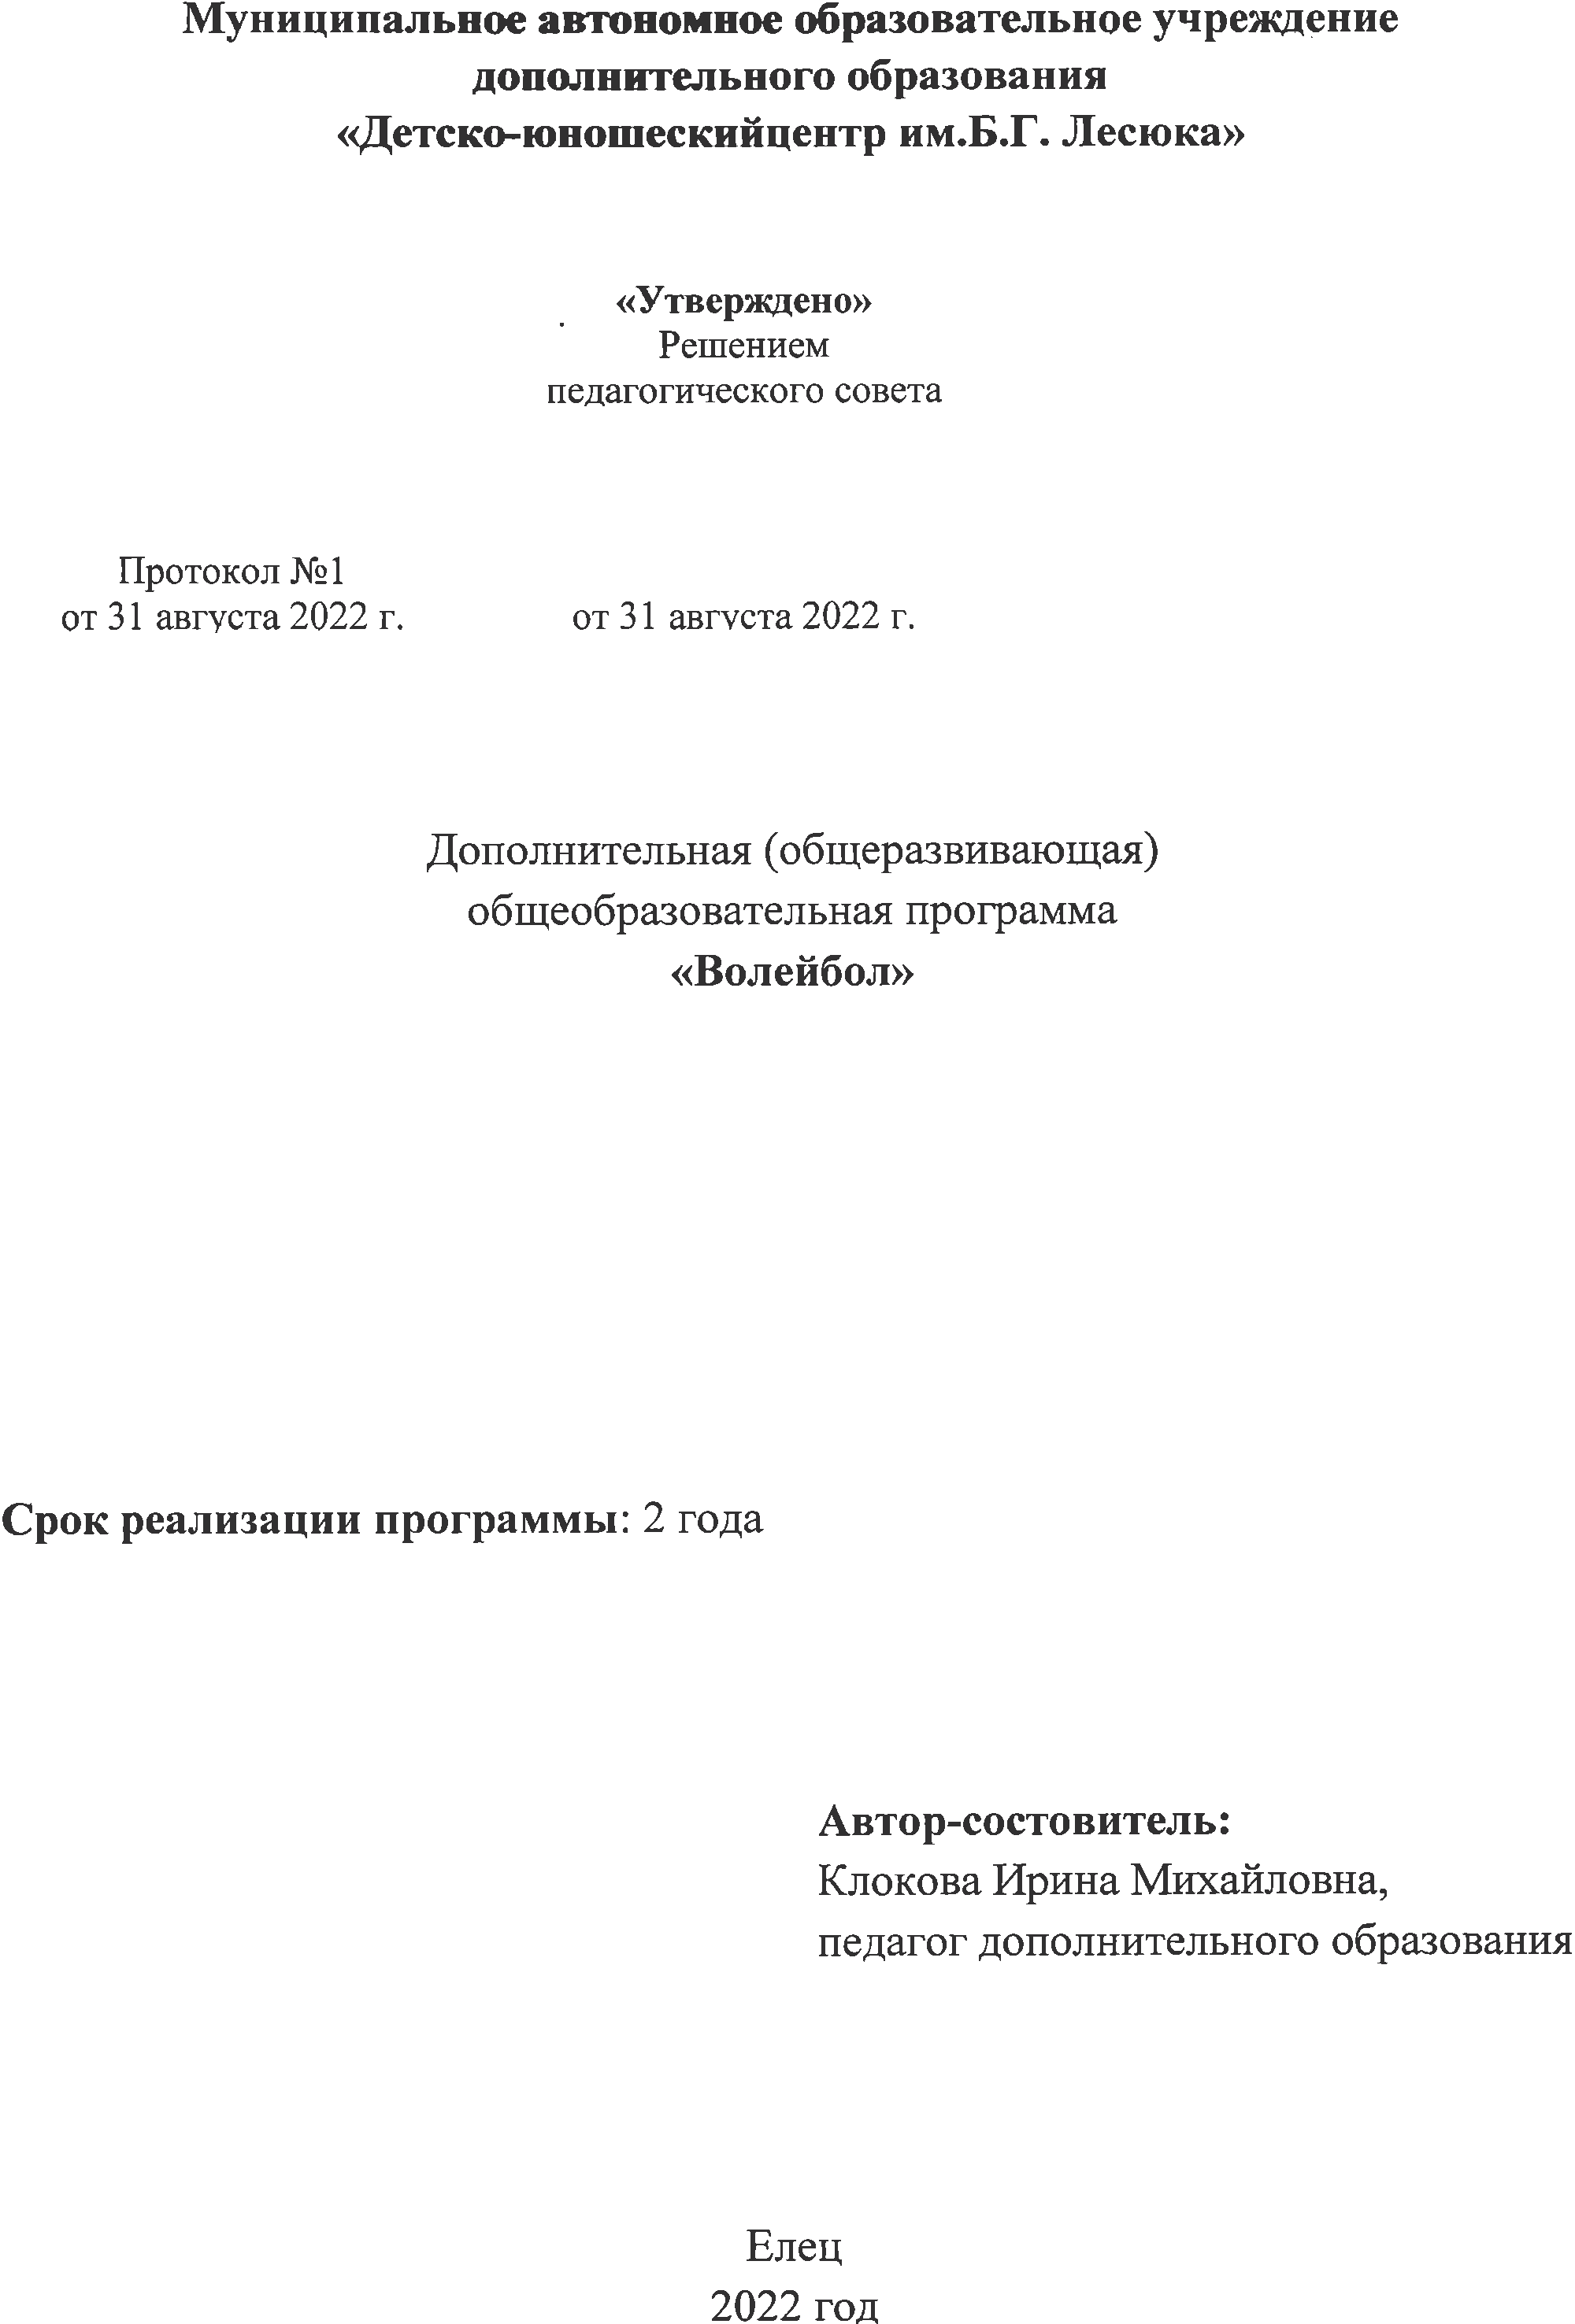 Муниципальное автономное образовательное учреждение
дополнительного образования
«Детско-юношескийцентр им.Б.Г. Лесюка»
«Утверждено»
Решением
педагогического совета
Протокол №1
от 31 августа 2022 г.
от 31 августа 2022 г.
Дополнительная (общеразвивающая)
общеобразовательная программа
«Волейбол»
Срок реализации программы: 2 года
Автор-состовитель:
Клокова Ирина Михайловна,
педагог дополнительного образования
Елец
2022 год